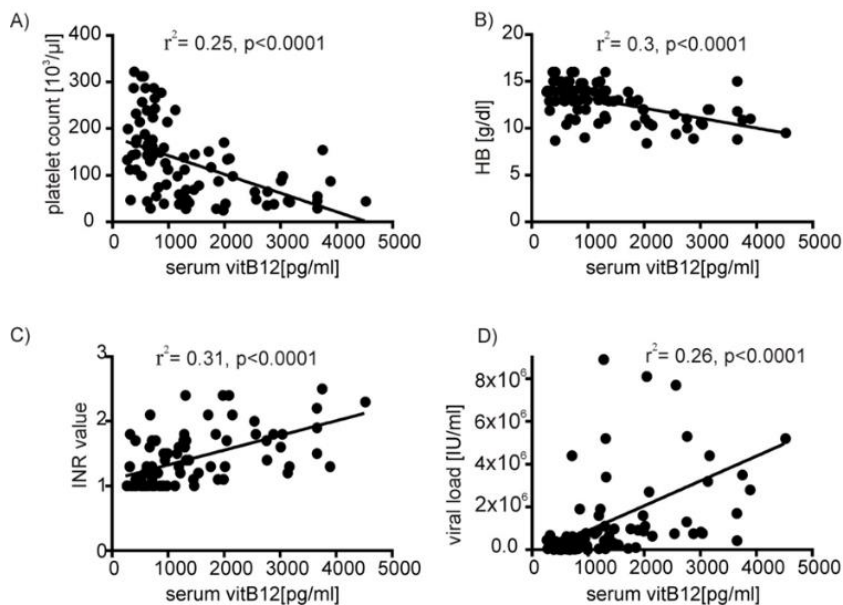 A)
r²= 0.25, p<0.0001
platelet count [10³/µl]
400
300
200
100
0
0 1000 2000 3000 4000 5000
serum vitB12[pg/ml]
B)
r²= 0.3, p<0.0001
HB [g/dl]
20
15
10
5
0
0 1000 2000 3000 4000 5000
serum vitB12[pg/ml]
C)
r²= 0.31, p<0.0001
INR value
3
2
1
0
0 1000 2000 3000 4000 5000
serum vitB12[pg/ml]
D)
r²= 0.26, p<0.0001
viral load [IU/ml]
8x10⁶
6x10⁶
4x10⁶
2x10⁶
0.0
0 1000 2000 3000 4000 5000
serum vitB12[pg/ml]